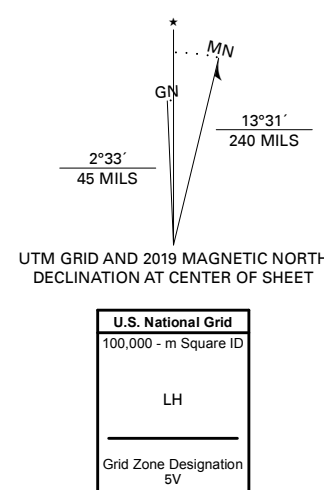 ★
MN
GN
13°31´
240 MILS
2°33´
45 MILS
UTM GRID AND 2019 MAGNETIC NORTH
DECLINATION AT CENTER OF SHEET
U.S. National Grid
100,000 - m Square ID
LH
Grid Zone Designation
5V